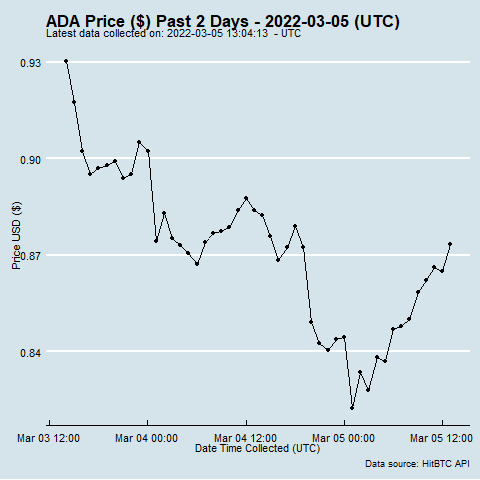 ADA Price ($) Past 2 Days - 2022-03-05 (UTC)
Latest data collected on: 2022-03-05 13:04:13 - UTC
0.93
0.90
0.87
0.84
Price USD ($)
Mar 03 12:00 Mar 04 00:00 Mar 04 12:00 Mar 05 00:00 Mar 05 12:00
Date Time Collected (UTC)
Data source: HitBTC API